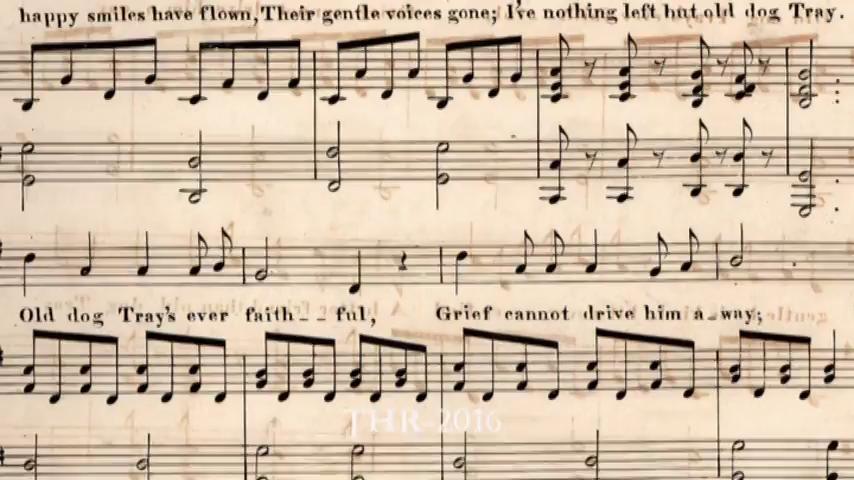 happy smiles have flown, Their gentle voices gone; I've nothing left but old dog Tray.
Old dog Tray's ever faith-- ful, Grief cannot drive him a-way;
THR-2016